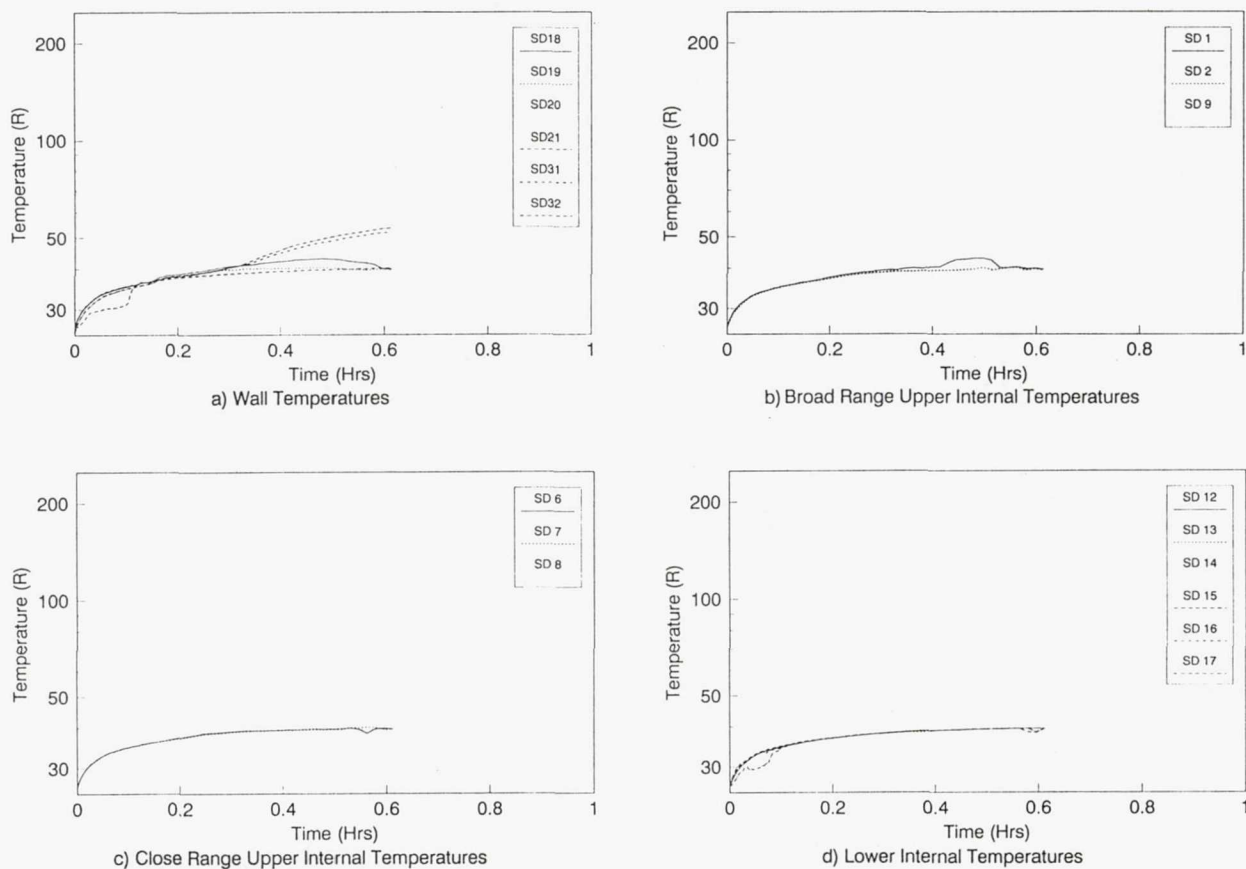 200
100
50
30
Temperature (R)
0 0.2 0.4 0.6 0.8 1
Time (Hrs)
SD18
SD19
SD20
SD21
SD31
SD32
a) Wall Temperatures
200
100
50
30
Temperature (R)
0 0.2 0.4 0.6 0.8 1
Time (Hrs)
SD 1
SD 2
SD 9
b) Broad Range Upper Internal Temperatures
200
100
50
30
Temperature (R)
0 0.2 0.4 0.6 0.8 1
Time (Hrs)
SD 6
SD 7
SD 8
c) Close Range Upper Internal Temperatures
200
100
50
30
Temperature (R)
0 0.2 0.4 0.6 0.8 1
Time (Hrs)
SD 12
SD 13
SD 14
SD 15
SD 16
SD 17
d) Lower Internal Temperatures